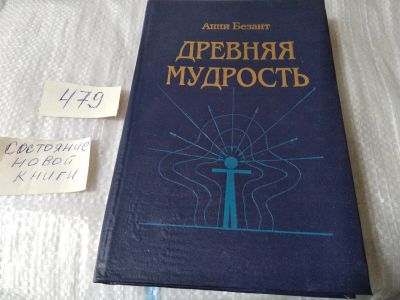 Анни Безант
ДРЕВНЯЯ
МУДРОСТЬ
479
Состояние
новой
книги